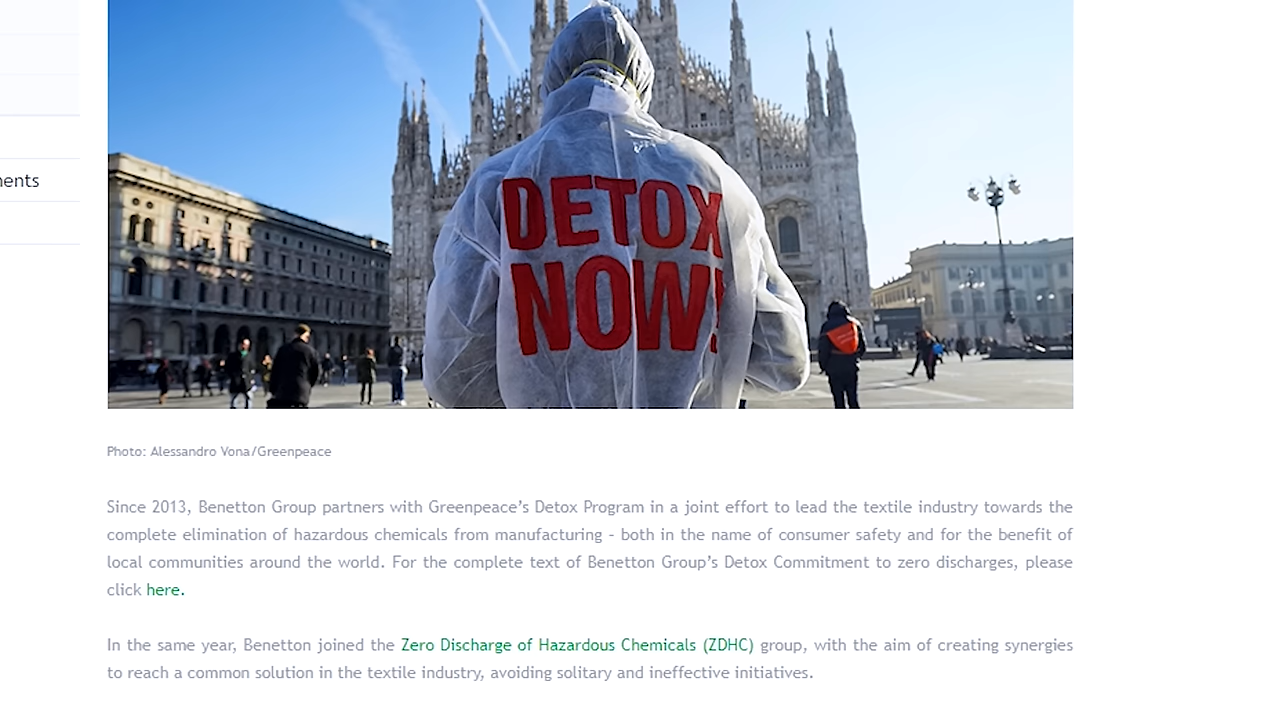 ments
DETOX
NOW!
Photo: Alessandro Vona/Greenpeace
Since 2013, Benetton Group partners with Greenpeace’s Detox Program in a joint effort to lead the textile industry towards the
complete elimination of hazardous chemicals from manufacturing – both in the name of consumer safety and for the benefit of
local communities around the world. For the complete text of Benetton Group’s Detox Commitment to zero discharges, please
click here.
In the same year, Benetton joined the Zero Discharge of Hazardous Chemicals (ZDHC) group, with the aim of creating synergies
to reach a common solution in the textile industry, avoiding solitary and ineffective initiatives.